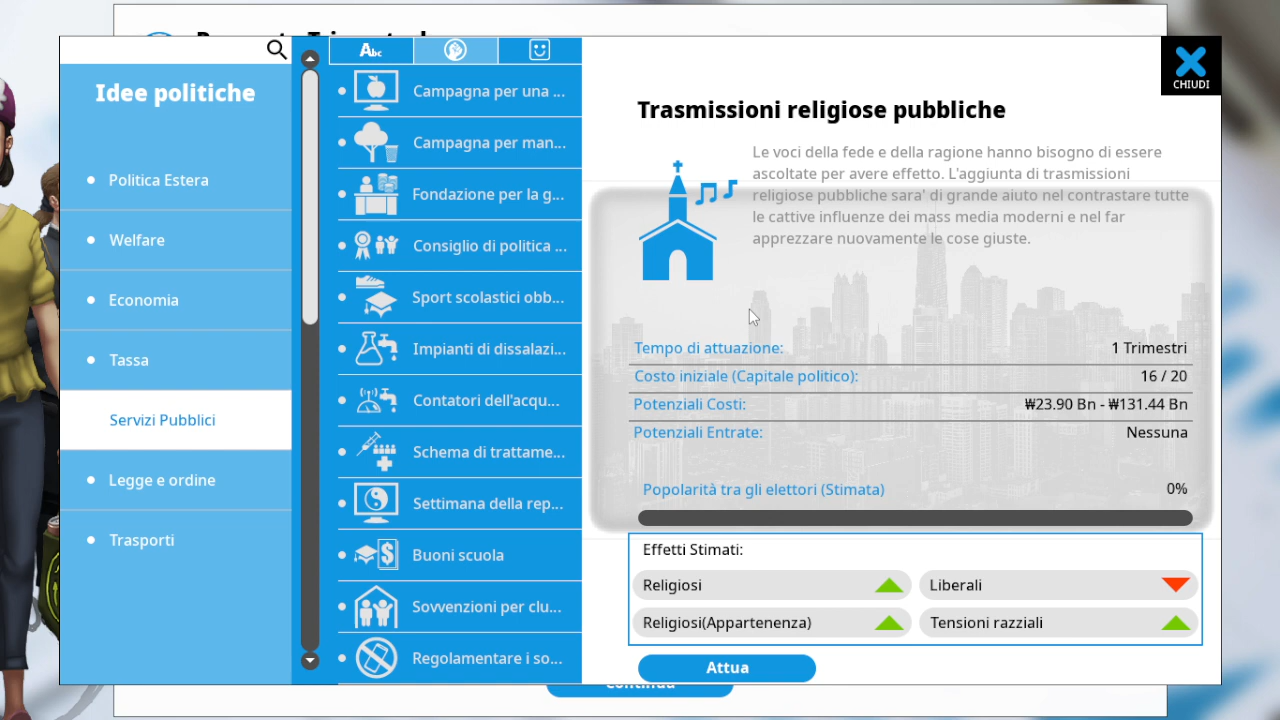 CHIUDI
Idee politiche
Politica Estera
Welfare
Economia
Tassa
Servizi Pubblici
Legge e ordine
Trasporti
Abc
Campagna per una ...
Campagna per man...
Fondazione per la g...
Consiglio di politica ...
Sport scolastici obb...
Impianti di dissalazi...
Contatori dell'acqu...
Schema di trattame...
Settimana della rep...
Buoni scuola
Sovvenzioni per clu...
Regolamentare i so...
Trasmissioni religiose pubbliche
Le voci della fede e della ragione hanno bisogno di essere
ascoltate per avere effetto. L'aggiunta di trasmissioni
religiose pubbliche sara' di grande aiuto nel contrastare tutte
le cattive influenze dei mass media moderni e nel far
apprezzare nuovamente le cose giuste.
Tempo di attuazione: 1 Trimestri
Costo iniziale (Capitale politico): 16 / 20
Potenziali Costi: ₩23.90 Bn - ₩131.44 Bn
Potenziali Entrate: Nessuna
Popolarità tra gli elettori (Stimata) 0%
Effetti Stimati:
Religiosi Liberali
Religiosi(Appartenenza) Tensioni razziali
Attua